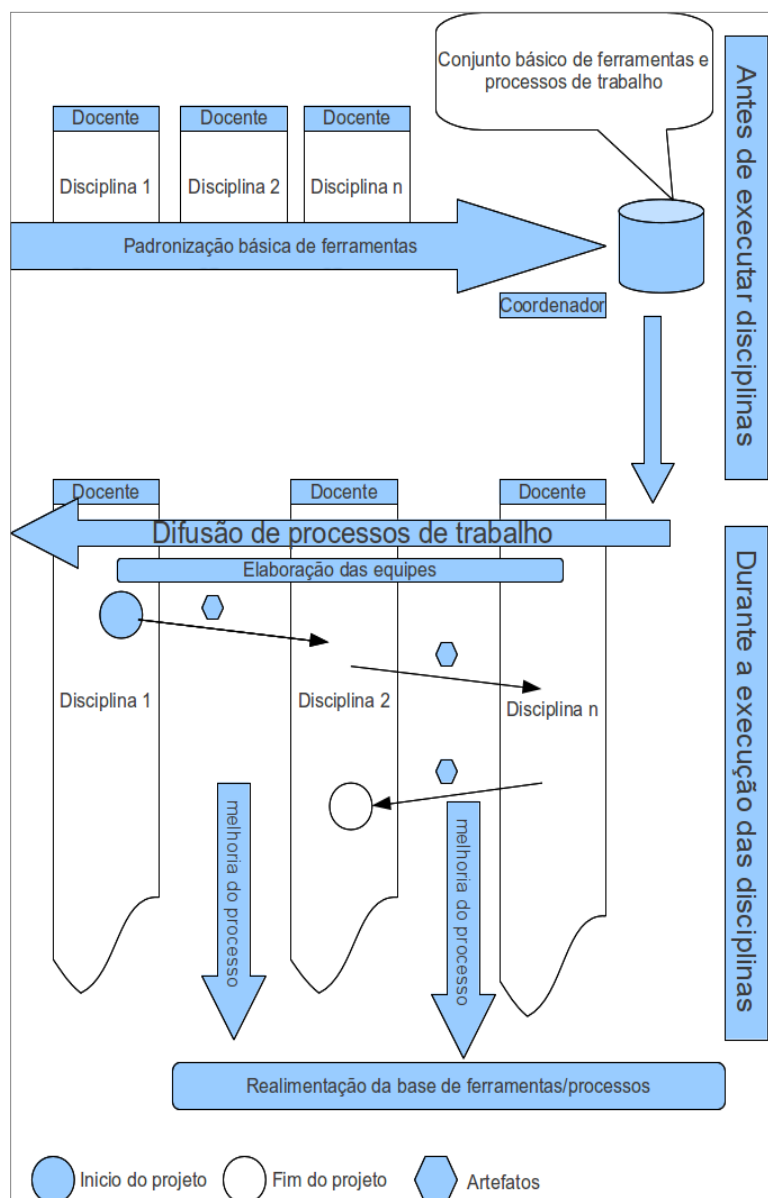 Conjunto básico de ferramentas e
processos de trabalho
Antes de executar disciplinas
Docente
Docente
Docente
Disciplina 1
Disciplina 2
Disciplina n
Padronização básica de ferramentas
Coordenador
Docente
Docente
Docente
Difusão de processos de trabalho
Elaboração das equipes
Durante a execução das disciplinas
Disciplina 1
Disciplina 2
Disciplina n
melhoria do processo
melhoria do processo
Realimentação da base de ferramentas/processos
Inicio do projeto
Fim do projeto
Artefatos